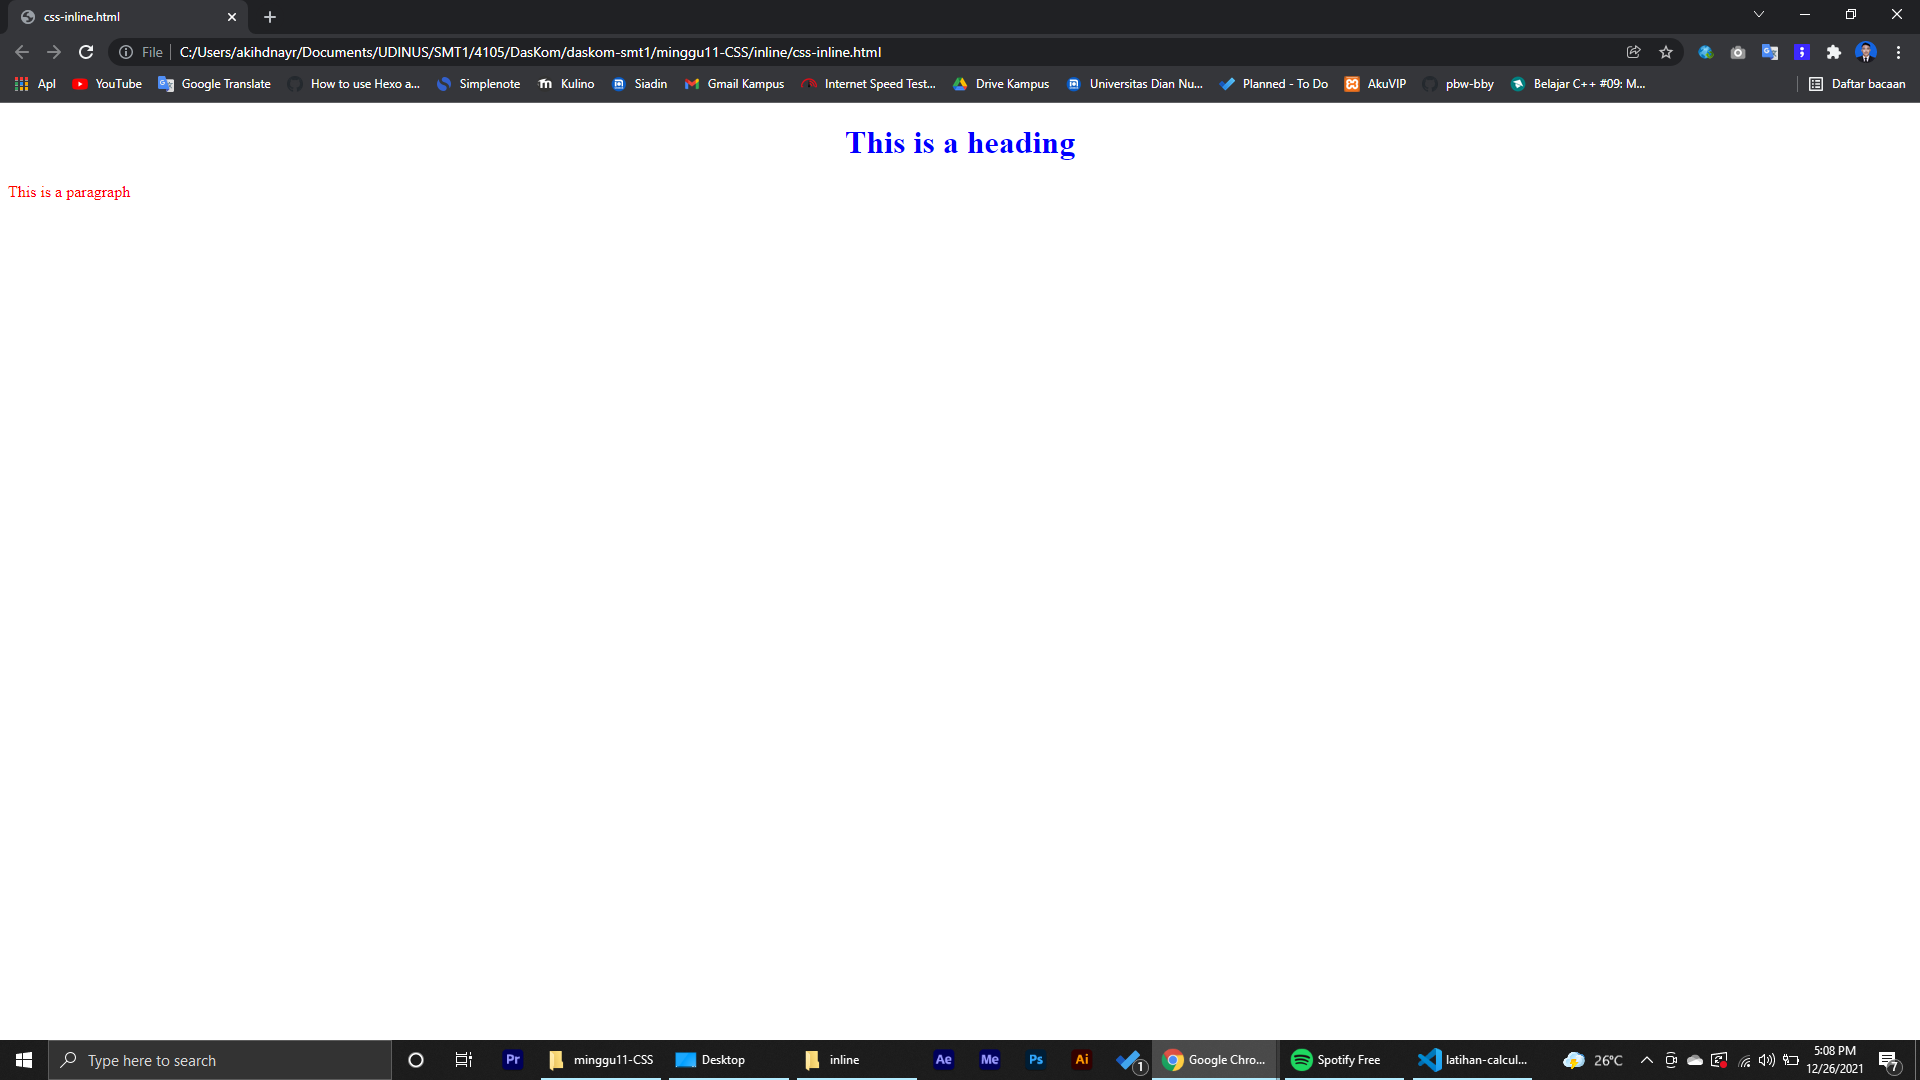 css-inline.html
File
C:/Users/akihdnayr/Documents/UDINUS/SMT1/4105/DasKom/daskom-smt1/minggu11-CSS/inline/css-inline.html
Apl YouTube Google Translate How to use Hexo a... Simplenote Kulino Siadin Gmail Kampus Internet Speed Test... Drive Kampus Universitas Dian Nu... Planned - To Do AkuVIP pbw-bby Belajar C++ #09: M... Daftar bacaan
This is a heading
This is a paragraph
Type here to search
Pr minggu11-CSS Desktop inline Ae Me Ps Ai 1 Google Chro... Spotify Free latihan-calcul... 26°C
5:08 PM
12/26/2021
7